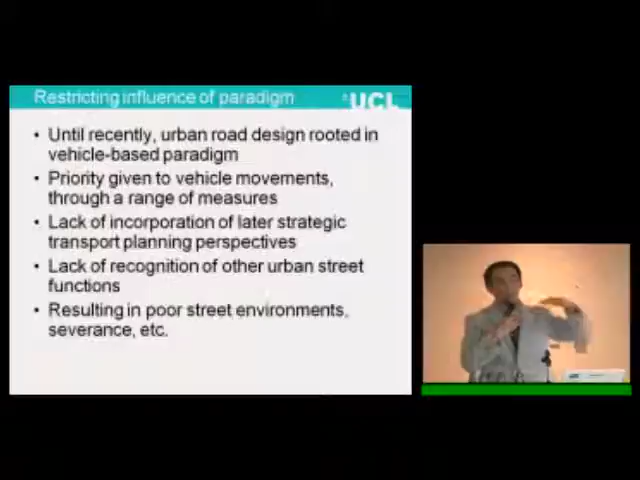 Restricting influence of paradigm
UCL
• Until recently, urban road design rooted in
vehicle-based paradigm
• Priority given to vehicle movements,
through a range of measures
• Lack of incorporation of later strategic
transport planning perspectives
• Lack of recognition of other urban street
functions
• Resulting in poor street environments,
severance, etc.